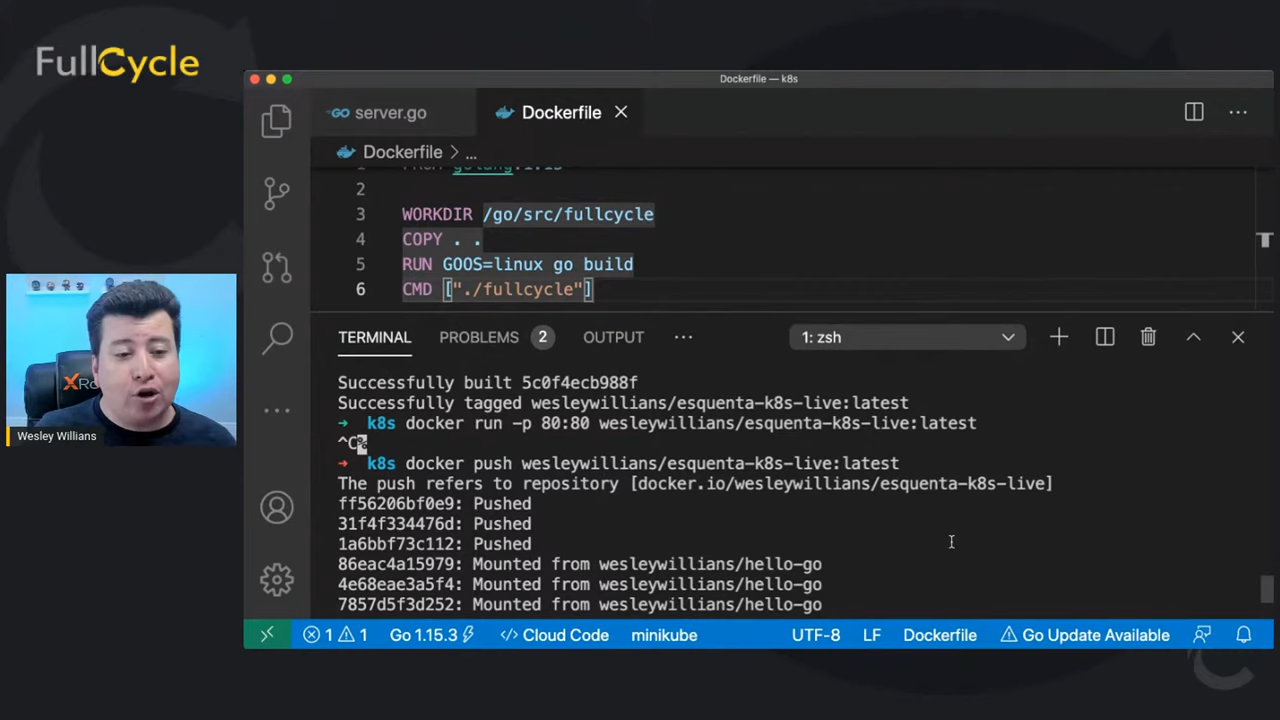 FullCycle
Dockerfile — k8s
GO server.go
Dockerfile
Dockerfile > ...
2
3 WORKDIR /go/src/fullcycle
4 COPY . .
5 RUN GOOS=linux go build
6 CMD ["./fullcycle"]
TERMINAL PROBLEMS 2 OUTPUT ... 1: zsh
Successfully built 5c0f4ecb988f
Successfully tagged wesleywillians/esquenta-k8s-live:latest
→ k8s docker run -p 80:80 wesleywillians/esquenta-k8s-live:latest
^C%
→ k8s docker push wesleywillians/esquenta-k8s-live:latest
The push refers to repository [docker.io/wesleywillians/esquenta-k8s-live]
ff56206bf0e9: Pushed
31f4f334476d: Pushed
1a6bbf73c112: Pushed
86eac4a15979: Mounted from wesleywillians/hello-go
4e68eae3a5f4: Mounted from wesleywillians/hello-go
7857d5f3d252: Mounted from wesleywillians/hello-go
Wesley Willians
1 1 Go 1.15.3 Cloud Code minikube UTF-8 LF Dockerfile Go Update Available